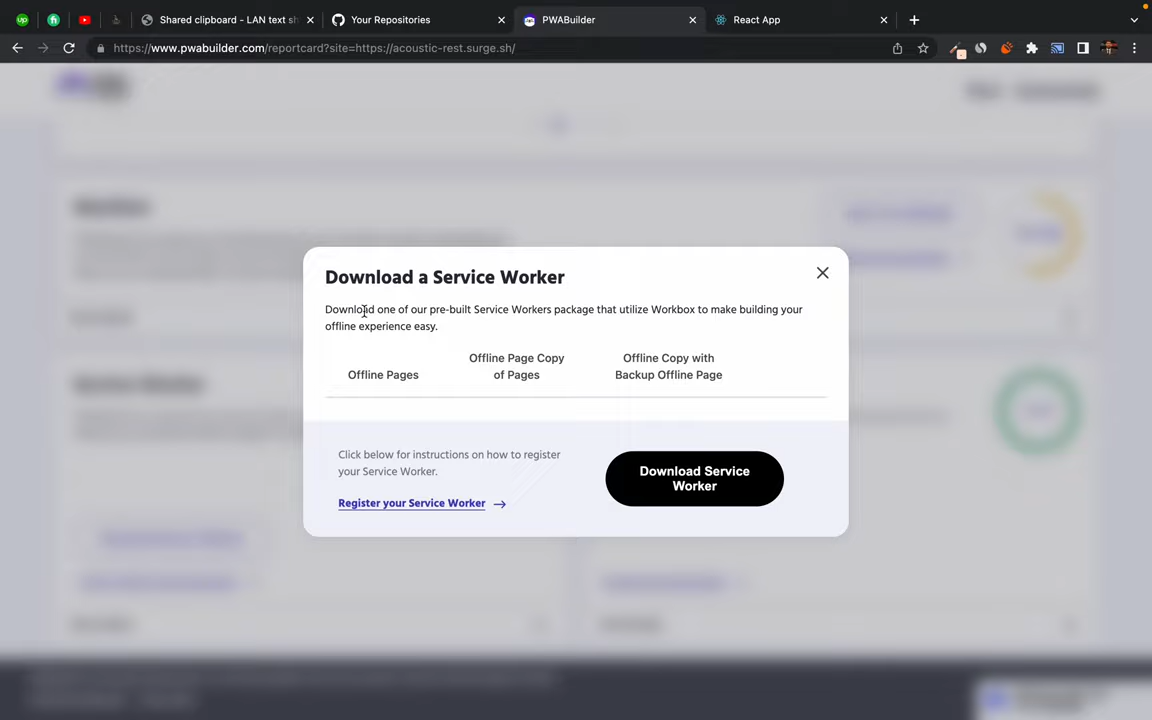 Shared clipboard - LAN text sh
Your Repositories
PWABuilder
React App
https://www.pwabuilder.com/reportcard?site=https://acoustic-rest.surge.sh/
Download a Service Worker
Download one of our pre-built Service Workers package that utilize Workbox to make building your
offline experience easy.
Offline Pages
Offline Page Copy
of Pages
Offline Copy with
Backup Offline Page
Click below for instructions on how to register
your Service Worker.
Register your Service Worker
Download Service
Worker